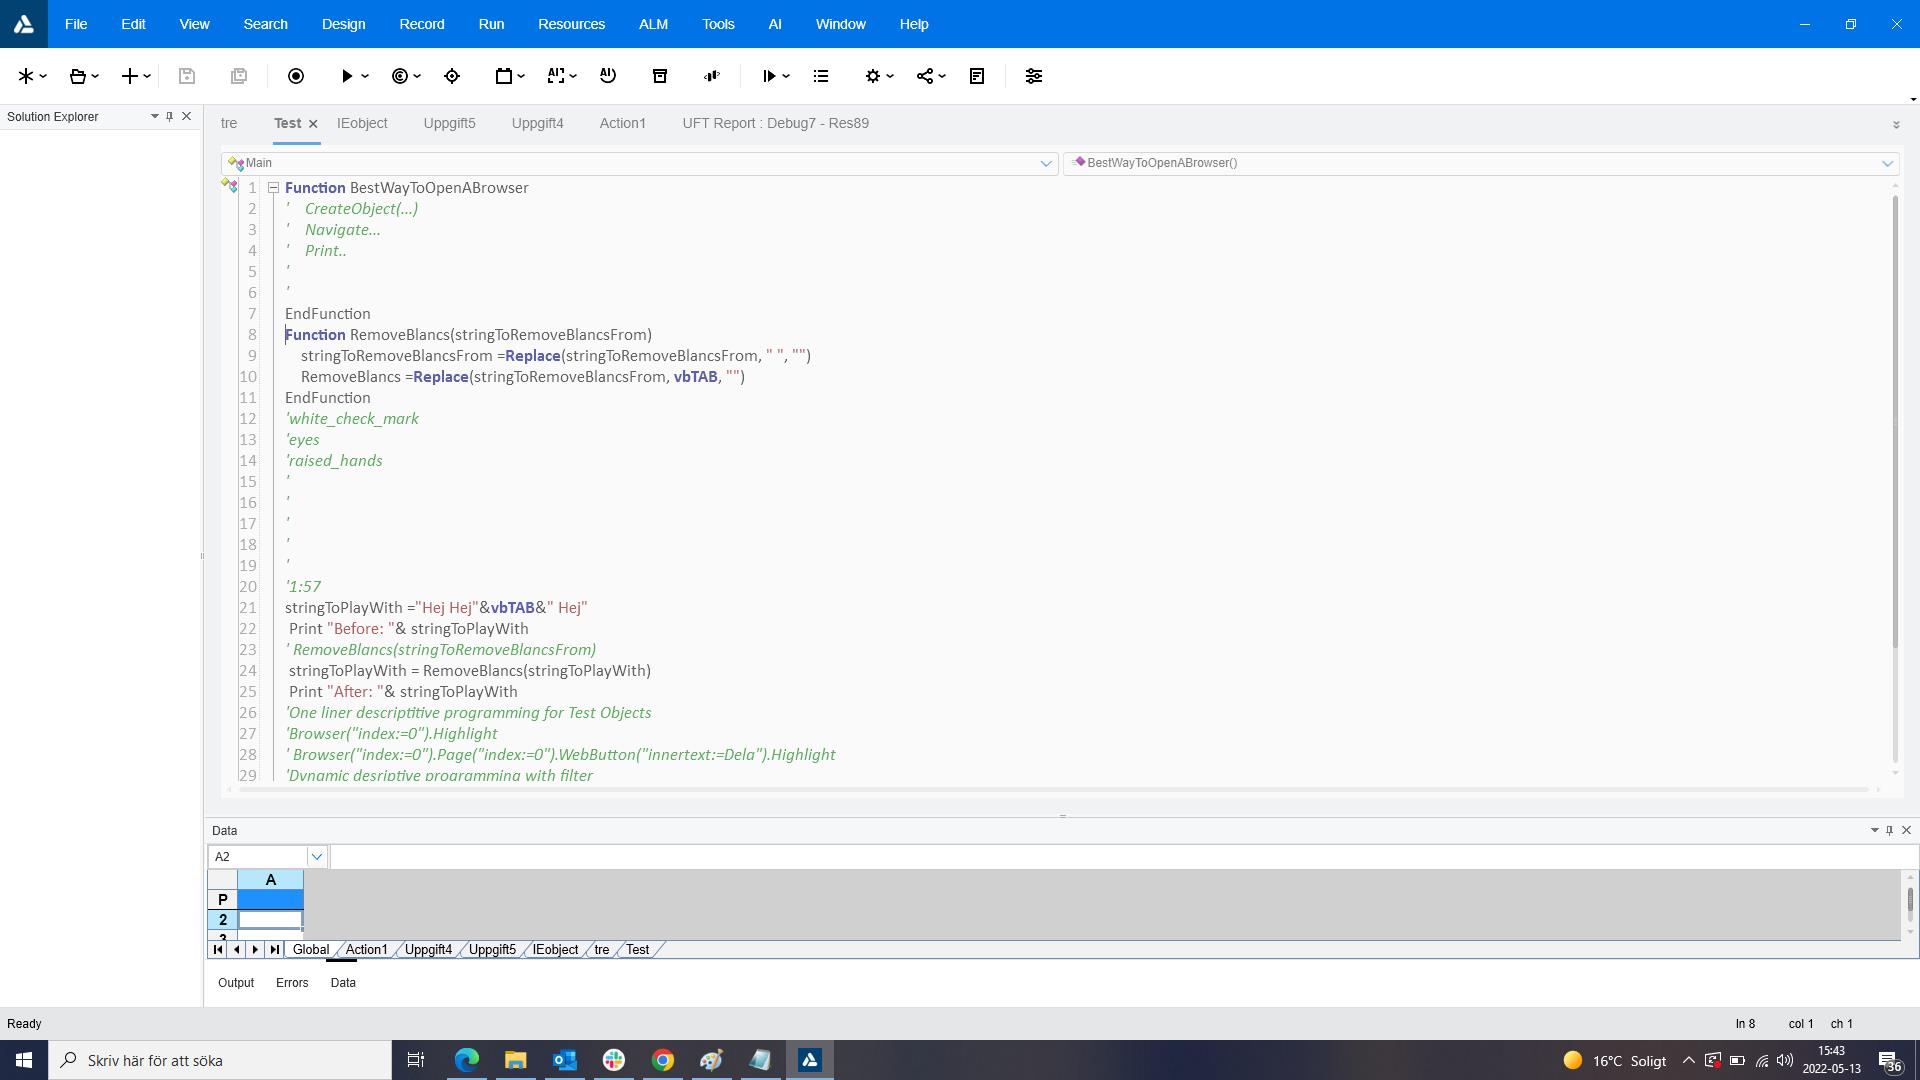 File Edit View Search Design Record Run Resources ALM Tools AI Window Help
Solution Explorer
tre Test IEobject Uppgift5 Uppgift4 Action1 UFT Report : Debug7 - Res89
Main BestWayToOpenABrowser()
1 Function BestWayToOpenABrowser
2 ' CreateObject(...)
3 ' Navigate...
4 ' Print..
5 '
6 '
7 EndFunction
8 Function RemoveBlancs(stringToRemoveBlancsFrom)
9 stringToRemoveBlancsFrom =Replace(stringToRemoveBlancsFrom, " ", "")
10 RemoveBlancs =Replace(stringToRemoveBlancsFrom, vbTAB, "")
11 EndFunction
12 'white_check_mark
13 'eyes
14 'raised_hands
15 '
16 '
17 '
18 '
19 '
20 '1:57
21 stringToPlayWith ="Hej Hej"&vbTAB&" Hej"
22 Print "Before: "& stringToPlayWith
23 ' RemoveBlancs(stringToRemoveBlancsFrom)
24 stringToPlayWith = RemoveBlancs(stringToPlayWith)
25 Print "After: "& stringToPlayWith
26 'One liner descriptitive programming for Test Objects
27 'Browser("index:=0").Highlight
28 ' Browser("index:=0").Page("index:=0").WebButton("innertext:=Dela").Highlight
29 'Dynamic desriptive programming with filter
Data
A2
A
P
2
3
Global Action1 Uppgift4 Uppgift5 IEobject tre Test
Output Errors Data
Ready ln 8 col 1 ch 1
Skriv här för att söka 16°C Soligt 15:43
2022-05-13 36